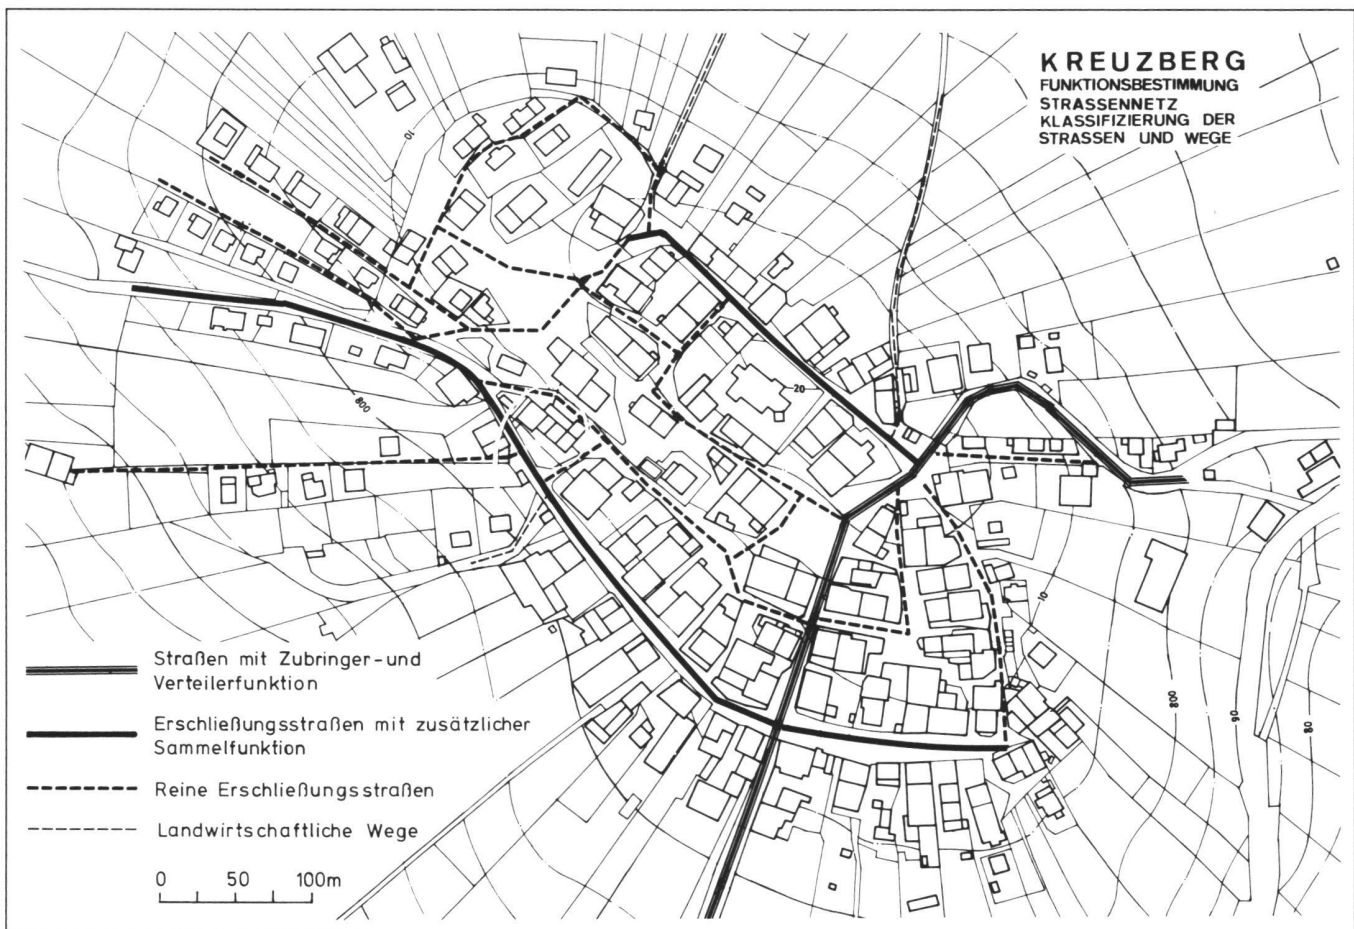 KREUZBERG
FUNKTIONSBESTIMMUNG
STRASSENNETZ
KLASSIFIZIERUNG DER
STRASSEN UND WEGE
10
800
20
10
800
90
80
Straßen mit Zubringer- und
Verteilerfunktion
Erschließungsstraßen mit zusätzlicher
Sammelfunktion
Reine Erschließungsstraßen
Landwirtschaftliche Wege
0 50 100m